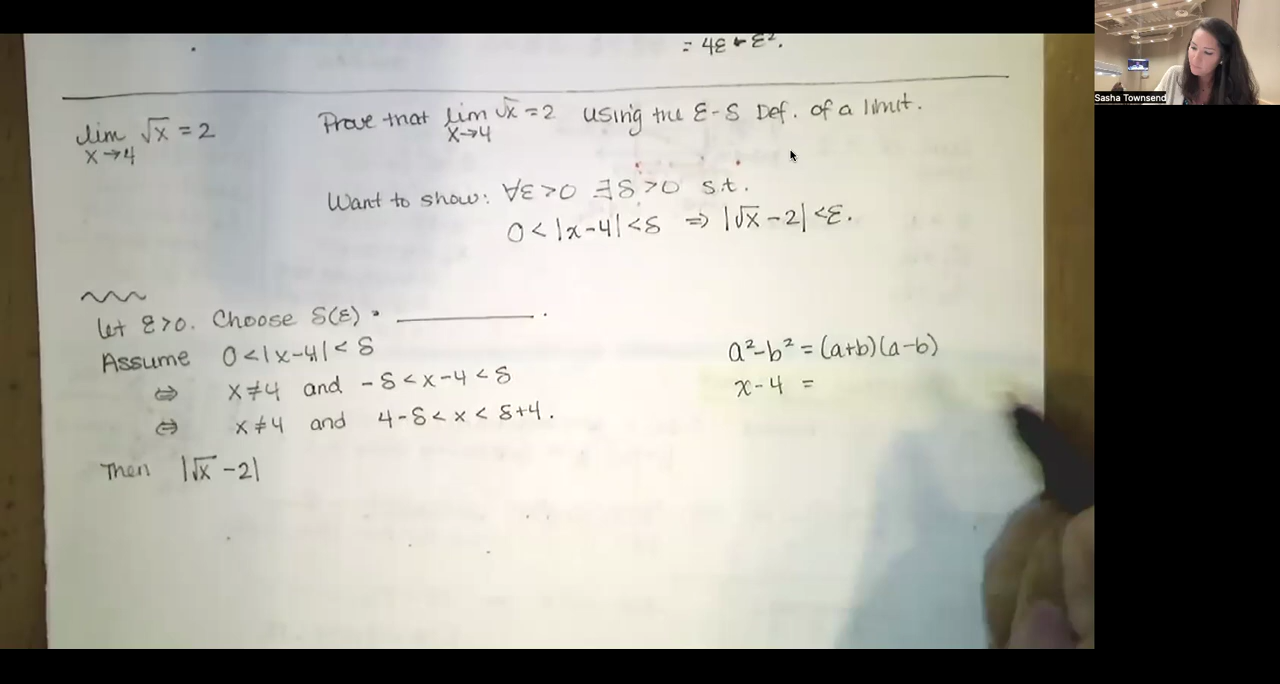 = 4ε + ε².
lim √x = 2
x→4
Prove that lim √x = 2 using the ε-δ Def. of a limit.
x→4
Want to show: ∀ε>0 ∃δ>0 s.t.
0 < |x-4| < δ ⇒ |√x - 2| < ε.
Let ε>0. Choose δ(ε) = ________.
Assume 0 < |x-4| < δ
⇔ x≠4 and -δ < x-4 < δ
⇔ x≠4 and 4-δ < x < δ+4.
Then |√x - 2|
a²-b² = (a+b)(a-b)
x-4 =
Sasha Townsend